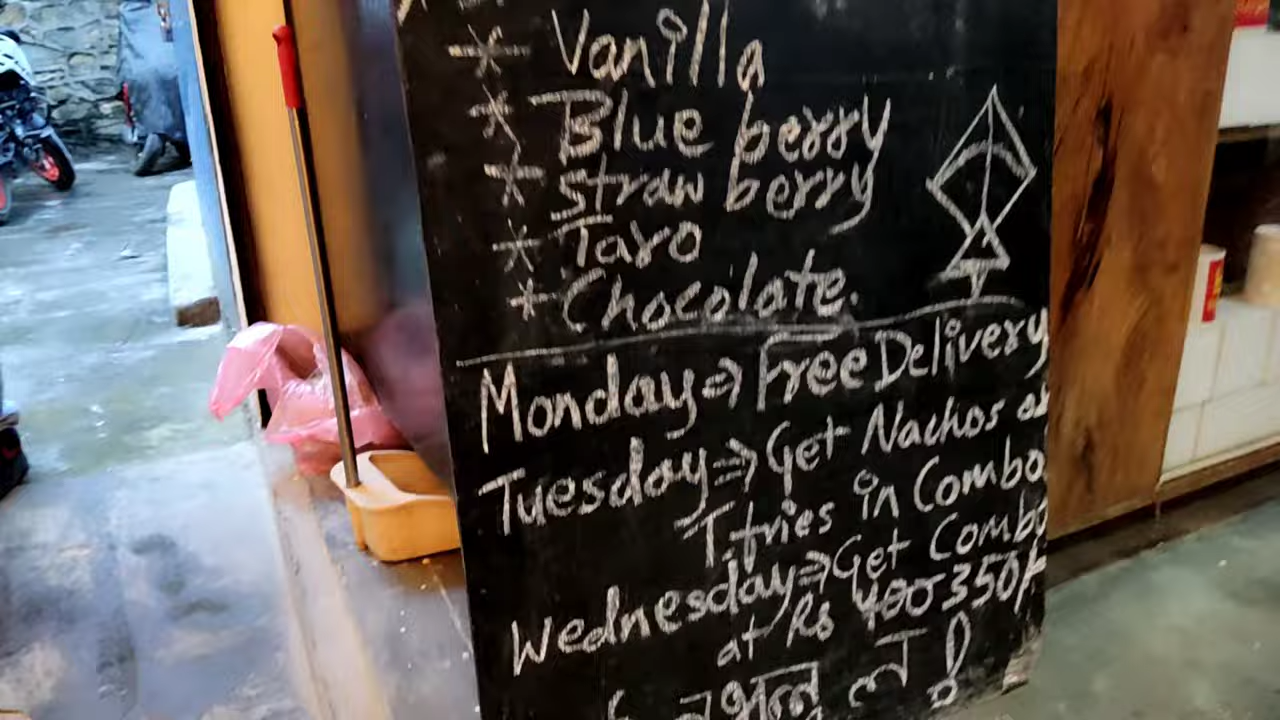 * Vanilla
* Blue berry
* straw berry
* Taro
* Chocolate.
Monday ⇒ Free Delivery
Tuesday ⇒ Get Nachos or
T.fries in Combo
Wednesday ⇒ Get Combo
at Rs 400 350/-